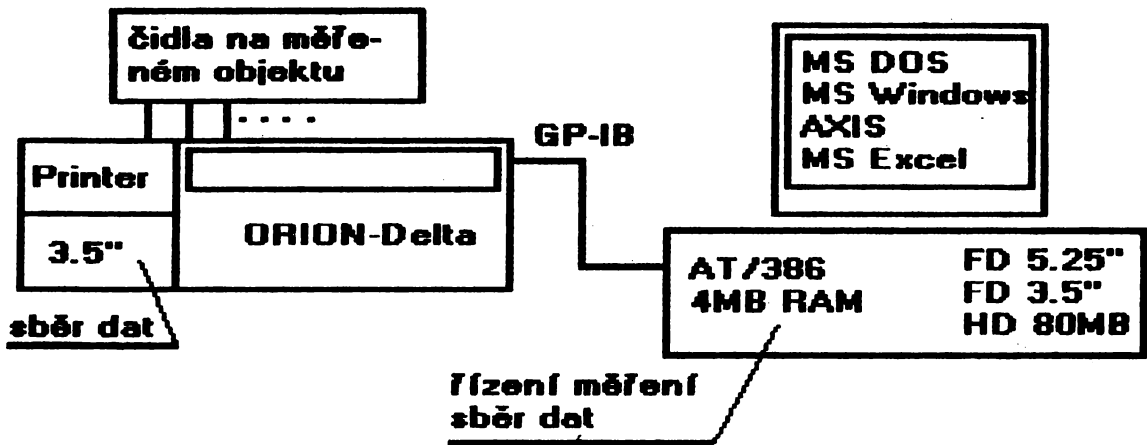 čidla na měře-
ném objektu
MS DOS
MS Windows
AXIS
MS Excel
GP-IB
Printer
3.5"
ORION-Delta
sběr dat
AT/386
4MB RAM
FD 5.25"
FD 3.5"
HD 80MB
řízení měření
sběr dat